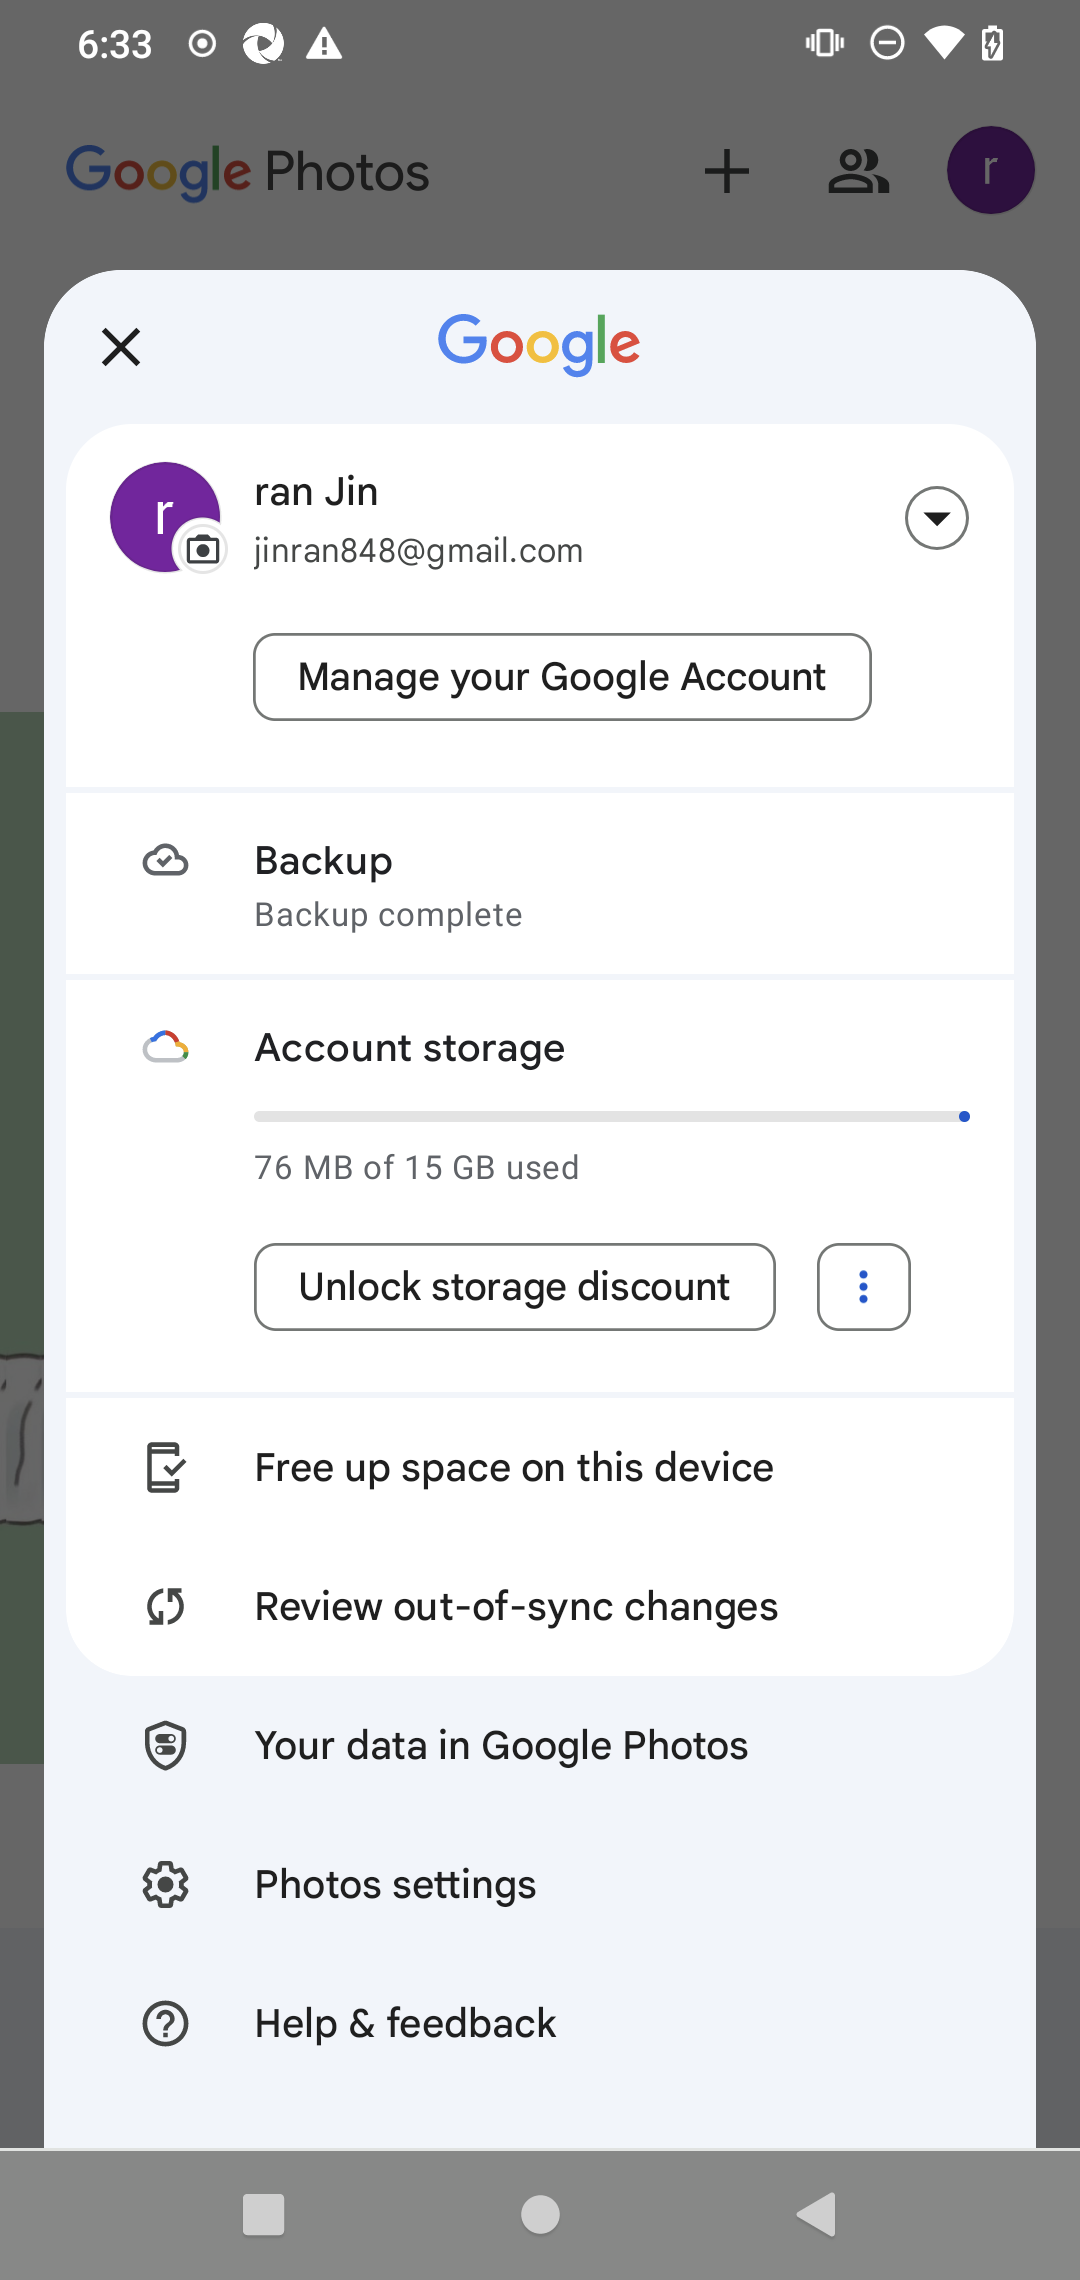 6:33
Google Photos
r
Google
r
ran Jin
jinran848@gmail.com
Manage your Google Account
Backup
Backup complete
Account storage
76 MB of 15 GB used
Unlock storage discount
Free up space on this device
Review out-of-sync changes
Your data in Google Photos
Photos settings
Help & feedback